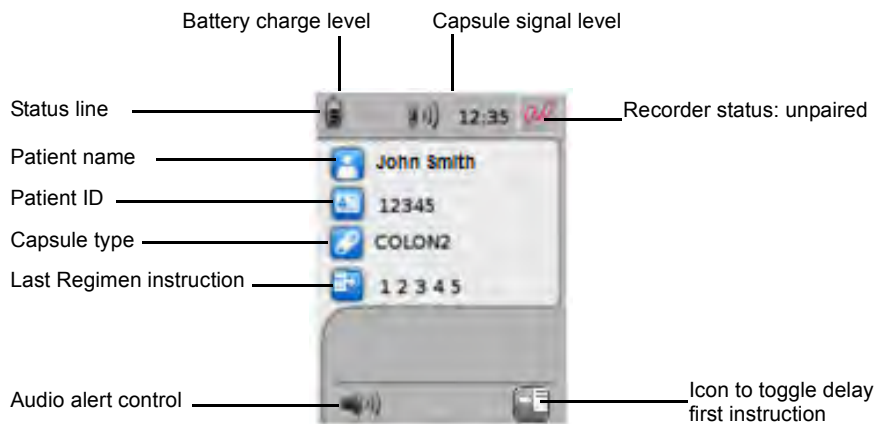 Battery charge level
Capsule signal level
Status line
12:35
Recorder status: unpaired
Patient name
John Smith
Patient ID
12345
Capsule type
COLON2
Last Regimen instruction
1 2 3 4 5
Audio alert control
Icon to toggle delay
first instruction